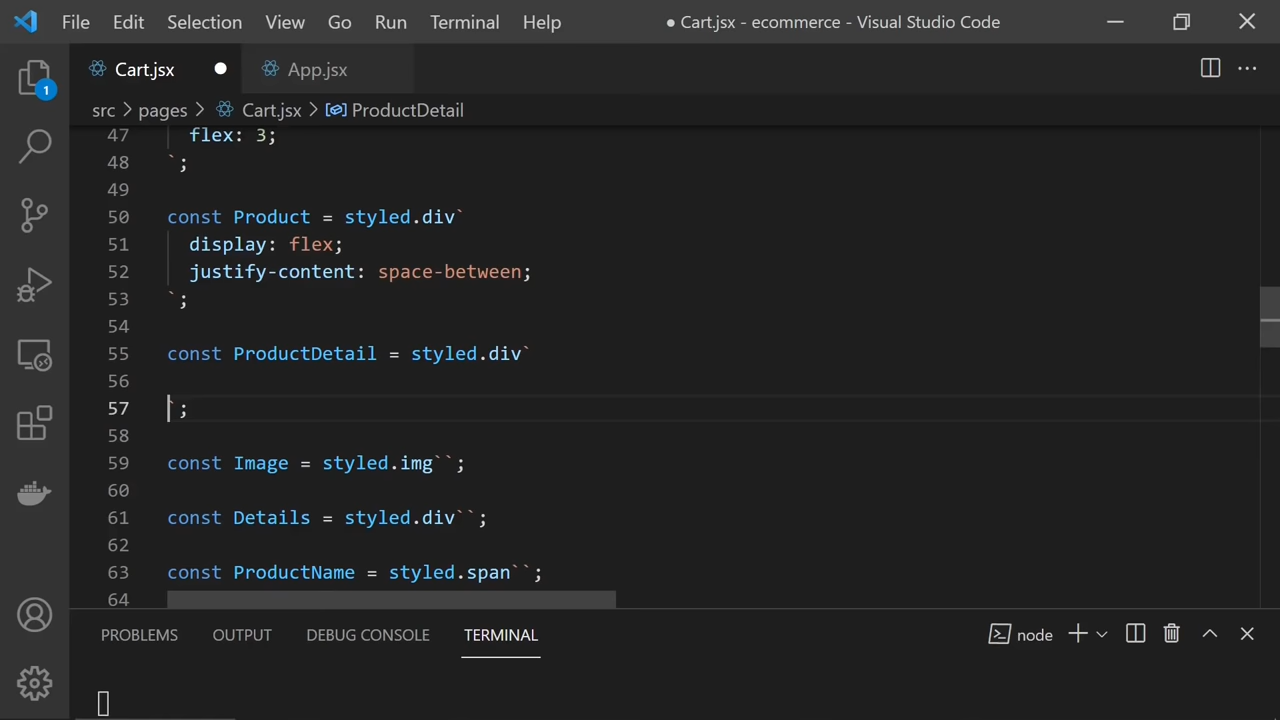 File Edit Selection View Go Run Terminal Help ● Cart.jsx - ecommerce - Visual Studio Code
Cart.jsx ● App.jsx ···
1
src > pages > Cart.jsx > ProductDetail
47 flex: 3;
48 `;
49
50 const Product = styled.div`
51 display: flex;
52 justify-content: space-between;
53 `;
54
55 const ProductDetail = styled.div`
56
57 `;
58
59 const Image = styled.img``;
60
61 const Details = styled.div``;
62
63 const ProductName = styled.span``;
64
PROBLEMS OUTPUT DEBUG CONSOLE TERMINAL node